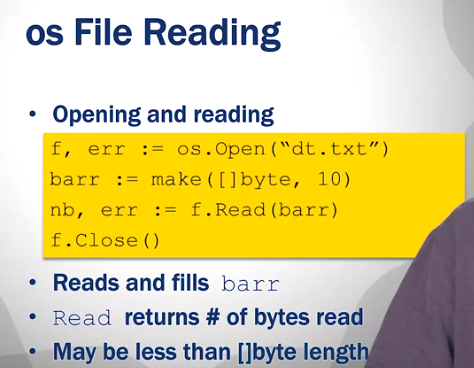 os File Reading
• Opening and reading
f, err := os.Open(“dt.txt”)
barr := make([]byte, 10)
nb, err := f.Read(barr)
f.Close()
• Reads and fills barr
• Read returns # of bytes read
• May be less than []byte length